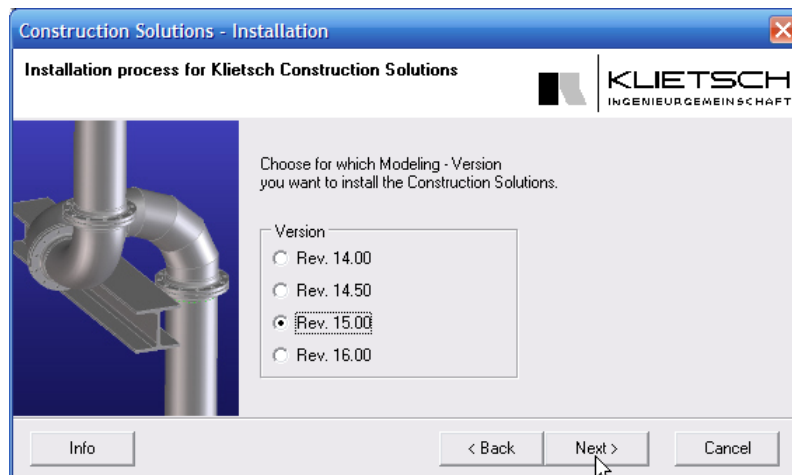 Construction Solutions - Installation
Installation process for Klietsch Construction Solutions
KLIETSCH
INGENIEURGEMEINSCHAFT
Choose for which Modeling - Version
you want to install the Construction Solutions.
Version
Rev. 14.00
Rev. 14.50
Rev. 15.00
Rev. 16.00
Info
< Back
Next >
Cancel